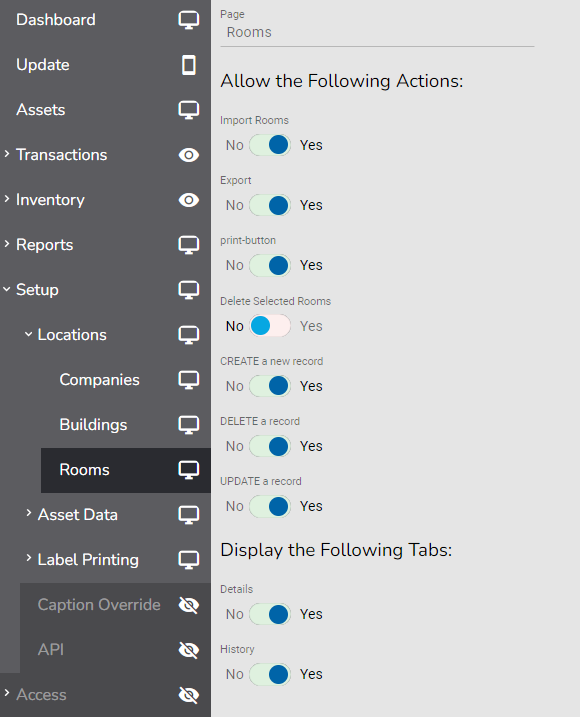 Dashboard
Update
Assets
Transactions
Inventory
Reports
Setup
Locations
Companies
Buildings
Rooms
Asset Data
Label Printing
Caption Override
API
Access
Page
Rooms
Allow the Following Actions:
Import Rooms
No Yes
Export
No Yes
print-button
No Yes
Delete Selected Rooms
No Yes
CREATE a new record
No Yes
DELETE a record
No Yes
UPDATE a record
No Yes
Display the Following Tabs:
Details
No Yes
History
No Yes